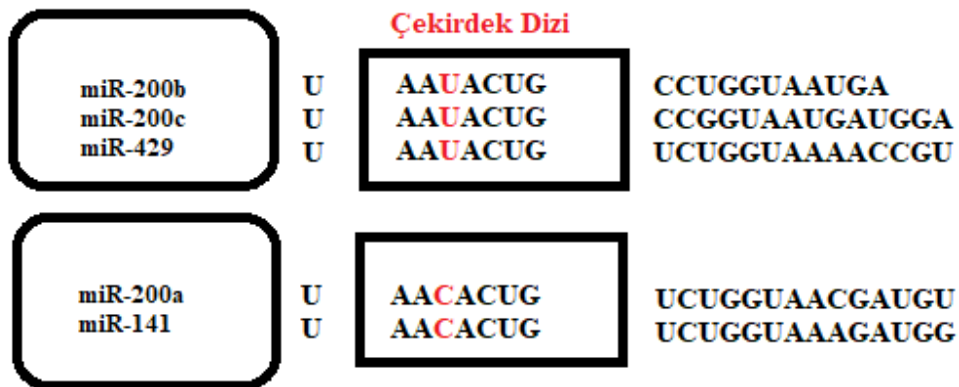 Çekirdek Dizi
miR-200b U AAUACUG CCUGGUAAUGA
miR-200c U AAUACUG CCGGUAAUGAUGGA
miR-429 U AAUACUG UCUGGUAAAACCGU
miR-200a U AACACUG UCUGGUAACGAUGU
miR-141 U AACACUG UCUGGUAAAGAUGG